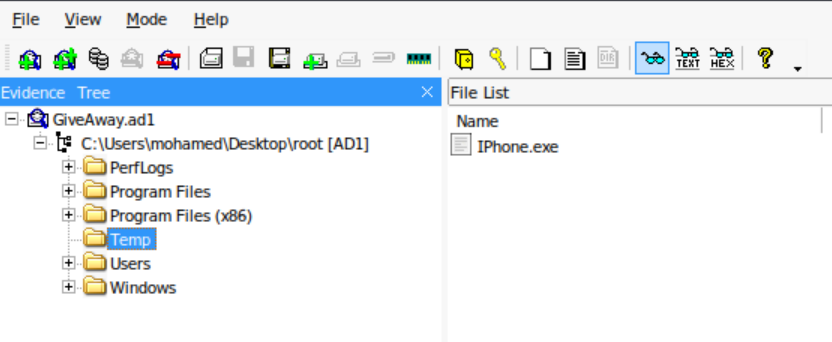 File View Mode Help
TEXT HEX DIR
Evidence Tree
GiveAway.ad1
C:\Users\mohamed\Desktop\root [AD1]
PerfLogs
Program Files
Program Files (x86)
Temp
Users
Windows
File List
Name
IPhone.exe